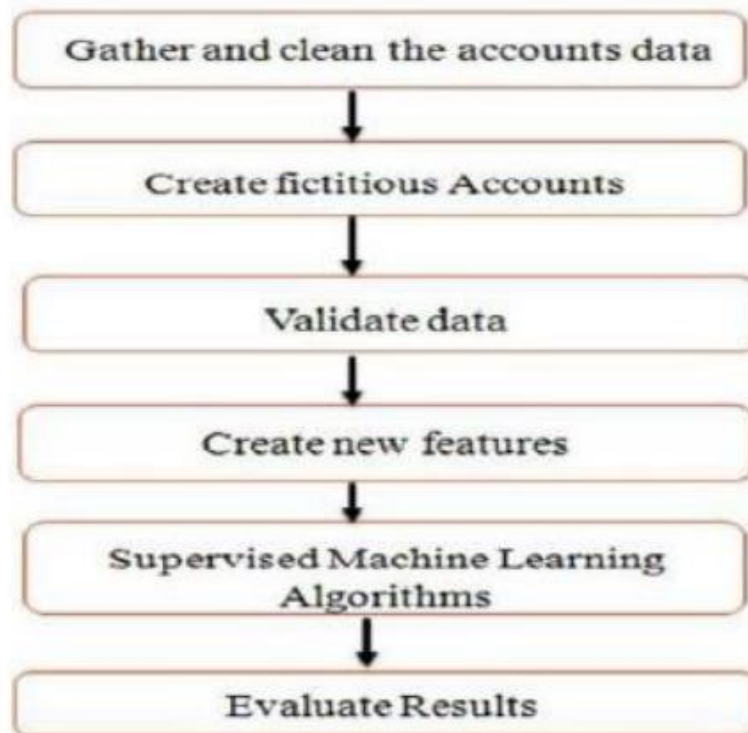 Gather and clean the accounts data
Create fictitious Accounts
Validate data
Create new features
Supervised Machine Learning
Algorithms
Evaluate Results